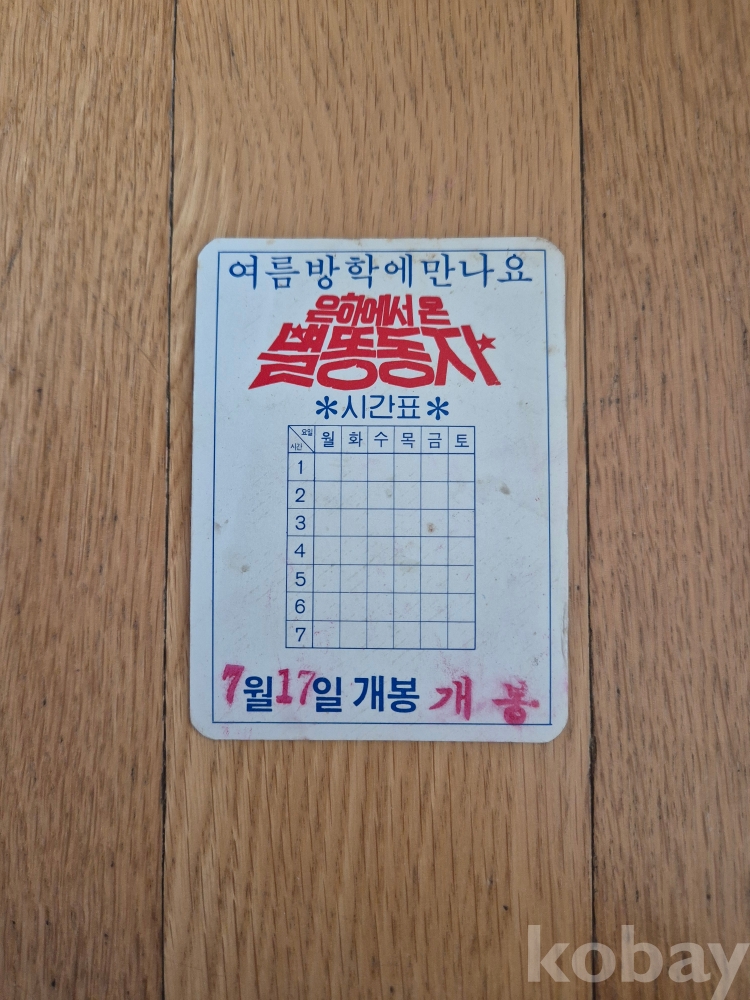 여름방학에만나요
은하에서 온
별똥동자
*시간표*
요일 월 화 수 목 금 토
시간
1
2
3
4
5
6
7
7월17일 개봉 개봉
kobay